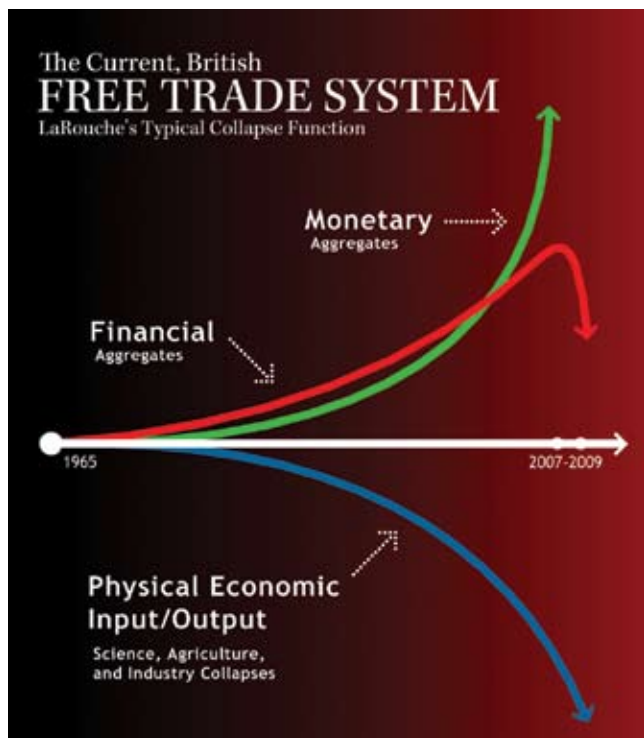 The Current, British
FREE TRADE SYSTEM
LaRouche's Typical Collapse Function
Monetary
Aggregates
Financial
Aggregates
1965
2007-2009
Physical Economic
Input/Output
Science, Agriculture,
and Industry Collapses